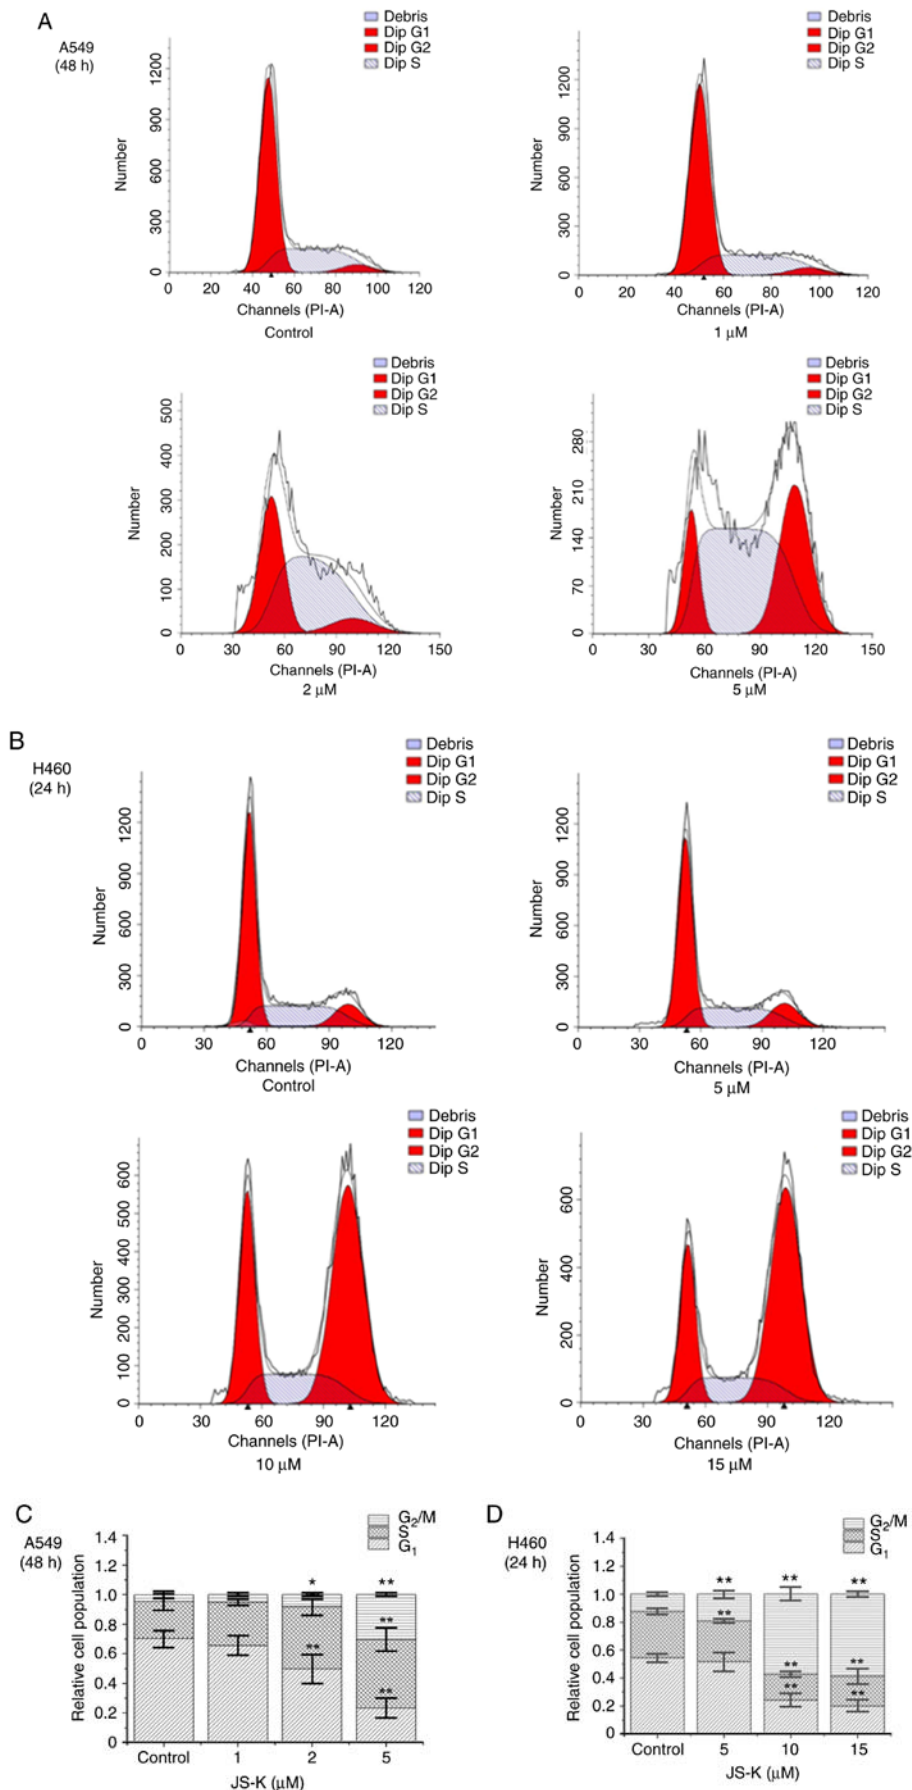 A
A549
(48 h)
Debris
Dip G1
Dip G2
Dip S
Number
1200
900
600
300
0
0 20 40 60 80 100 120
Channels (PI-A)
Control
Debris
Dip G1
Dip G2
Dip S
Number
1200
900
600
300
0
0 20 40 60 80 100 120
Channels (PI-A)
1 μM
Debris
Dip G1
Dip G2
Dip S
Number
500
400
300
200
100
0
0 30 60 90 120 150
Channels (PI-A)
2 μM
Debris
Dip G1
Dip G2
Dip S
Number
280
210
140
70
0
0 30 60 90 120 150
Channels (PI-A)
5 μM
B
H460
(24 h)
Debris
Dip G1
Dip G2
Dip S
Number
1200
900
600
300
0
0 30 60 90 120
Channels (PI-A)
Control
Debris
Dip G1
Dip G2
Dip S
Number
1200
900
600
300
0
0 30 60 90 120
Channels (PI-A)
5 μM
Debris
Dip G1
Dip G2
Dip S
Number
600
500
400
300
200
100
0
0 30 60 90 120
Channels (PI-A)
10 μM
Debris
Dip G1
Dip G2
Dip S
Number
600
400
200
0
0 30 60 90 120
Channels (PI-A)
15 μM
C
A549
(48 h)
G₂/M
S
G₁
Relative cell population
1.4
1.2
1.0
0.8
0.6
0.4
0.2
0
* **
** **
**
Control 1 2 5
JS-K (μM)
D
H460
(24 h)
G₂/M
S
G₁
Relative cell population
1.4
1.2
1.0
0.8
0.6
0.4
0.2
0
** ** **
** ** **
** **
Control 5 10 15
JS-K (μM)